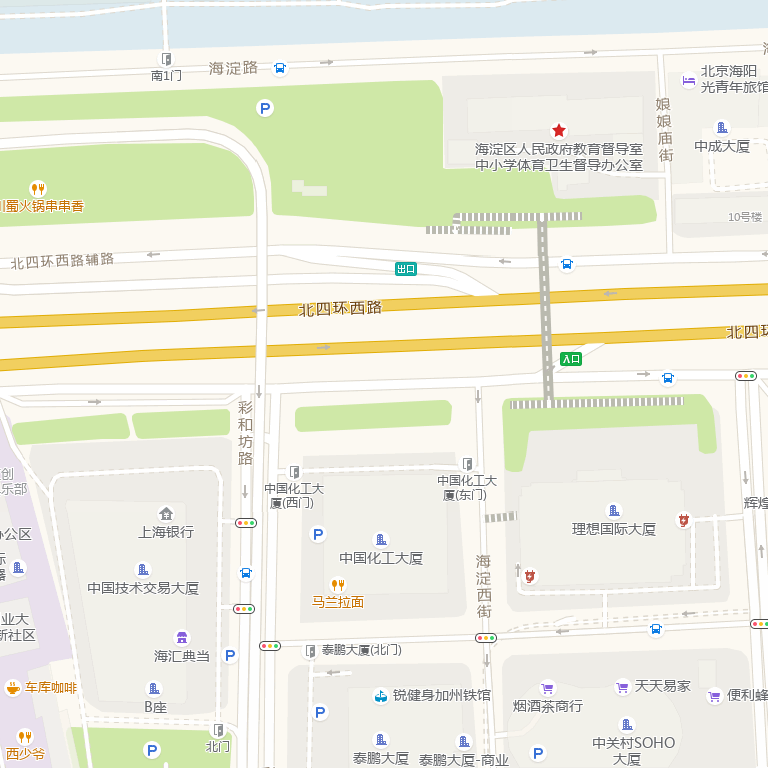 海淀路
南1门
P
北京海阳
光青年旅馆
娘娘庙街
中成大厦
海淀区人民政府教育督导室
中小学体育卫生督导办公室
蜀火锅串串香
10号楼
北四环西路辅路
出口
北四环西路
北四环
入口
彩和坊路
中国化工大
厦(西门)
中国化工大
厦(东门)
创
乐部
办公区
辉煌
上海银行
P
理想国际大厦
中国化工大厦
中国技术交易大厦
马兰拉面
海淀西街
业大
新社区
海汇典当
P
泰鹏大厦(北门)
车库咖啡
B座
锐健身加州铁馆
烟酒茶商行
天天易家
便利蜂
P
北门
西少爷
P
泰鹏大厦
泰鹏大厦-商业
P
中关村SOHO
大厦